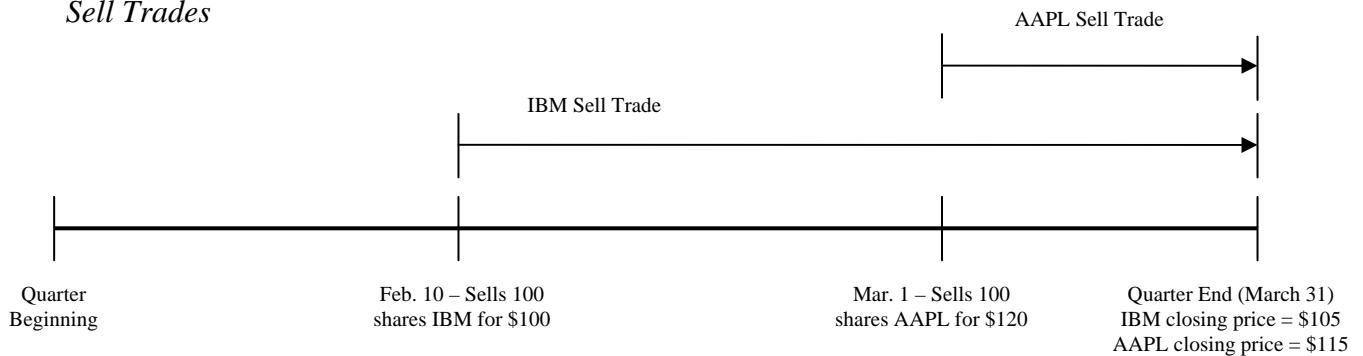 Sell Trades
AAPL Sell Trade
IBM Sell Trade
Quarter
Beginning
Feb. 10 – Sells 100
shares IBM for $100
Mar. 1 – Sells 100
shares AAPL for $120
Quarter End (March 31)
IBM closing price = $105
AAPL closing price = $115